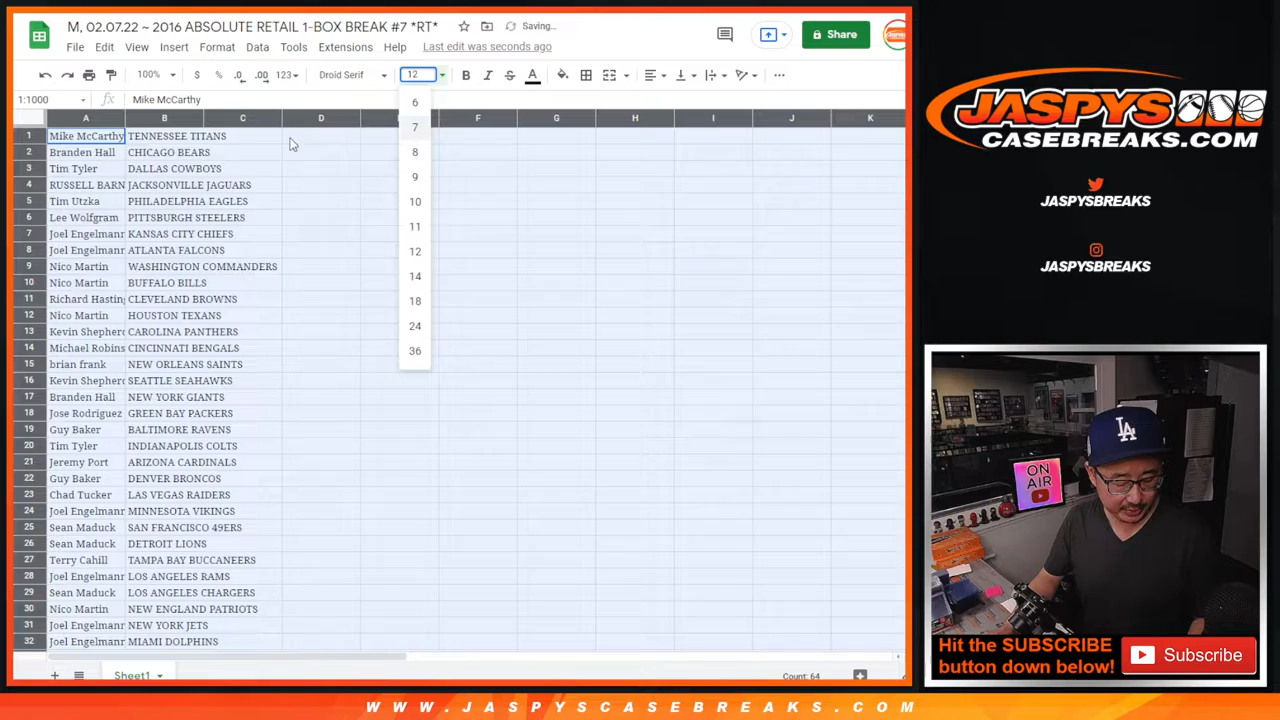 M, 02.07.22 ~ 2016 ABSOLUTE RETAIL 1-BOX BREAK #7 *RT*
Saving...
File Edit View Insert Format Data Tools Extensions Help Last edit was seconds ago
Share
100% $ % .0 .00 123 Droid Serif 12 B I S A
1:1000 fx Mike McCarthy
A B C D F G H I J K
1 Mike McCarthy TENNESSEE TITANS
2 Branden Hall CHICAGO BEARS
3 Tim Tyler DALLAS COWBOYS
4 RUSSELL BARN JACKSONVILLE JAGUARS
5 Tim Utzka PHILADELPHIA EAGLES
6 Lee Wolfgram PITTSBURGH STEELERS
7 Joel Engelmann KANSAS CITY CHIEFS
8 Joel Engelmann ATLANTA FALCONS
9 Nico Martin WASHINGTON COMMANDERS
10 Nico Martin BUFFALO BILLS
11 Richard Hasting CLEVELAND BROWNS
12 Nico Martin HOUSTON TEXANS
13 Kevin Shepherd CAROLINA PANTHERS
14 Michael Robins CINCINNATI BENGALS
15 brian frank NEW ORLEANS SAINTS
16 Kevin Shepherd SEATTLE SEAHAWKS
17 Branden Hall NEW YORK GIANTS
18 Jose Rodriguez GREEN BAY PACKERS
19 Guy Baker BALTIMORE RAVENS
20 Tim Tyler INDIANAPOLIS COLTS
21 Jeremy Port ARIZONA CARDINALS
22 Guy Baker DENVER BRONCOS
23 Chad Tucker LAS VEGAS RAIDERS
24 Joel Engelmann MINNESOTA VIKINGS
25 Sean Maduck SAN FRANCISCO 49ERS
26 Sean Maduck DETROIT LIONS
27 Terry Cahill TAMPA BAY BUCCANEERS
28 Joel Engelmann LOS ANGELES RAMS
29 Sean Maduck LOS ANGELES CHARGERS
30 Nico Martin NEW ENGLAND PATRIOTS
31 Joel Engelmann NEW YORK JETS
32 Joel Engelmann MIAMI DOLPHINS
6
7
8
9
10
11
12
14
18
24
36
Sheet1
Count: 64
JASPYS
CASEBREAKS.COM
JASPYSBREAKS
JASPYSBREAKS
LA
ON
AIR
Hit the SUBSCRIBE
button down below!
Subscribe
WWW.JASPYSCASEBREAKS.COM